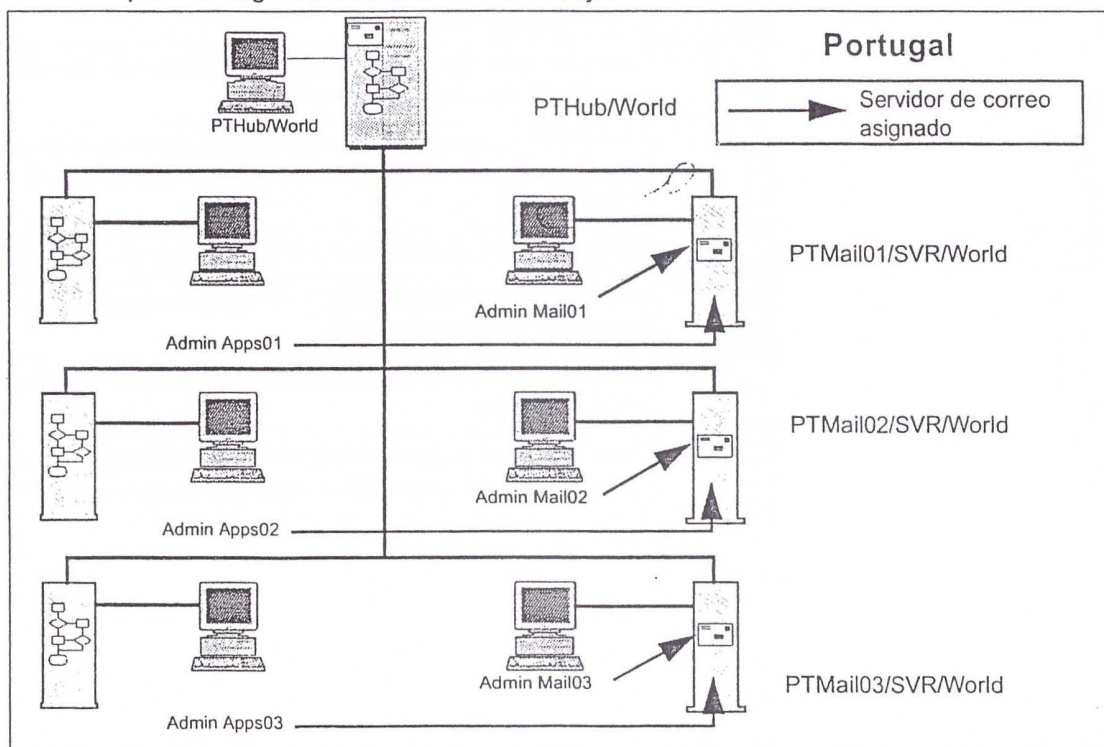 Portugal
Servidor de correo
asignado
PTHub/World
PTHub/World
PTMail01/SVR/World
Admin Mail01
Admin Apps01
PTMail02/SVR/World
Admin Mail02
Admin Apps02
Admin Mail03
PTMail03/SVR/World
Admin Apps03